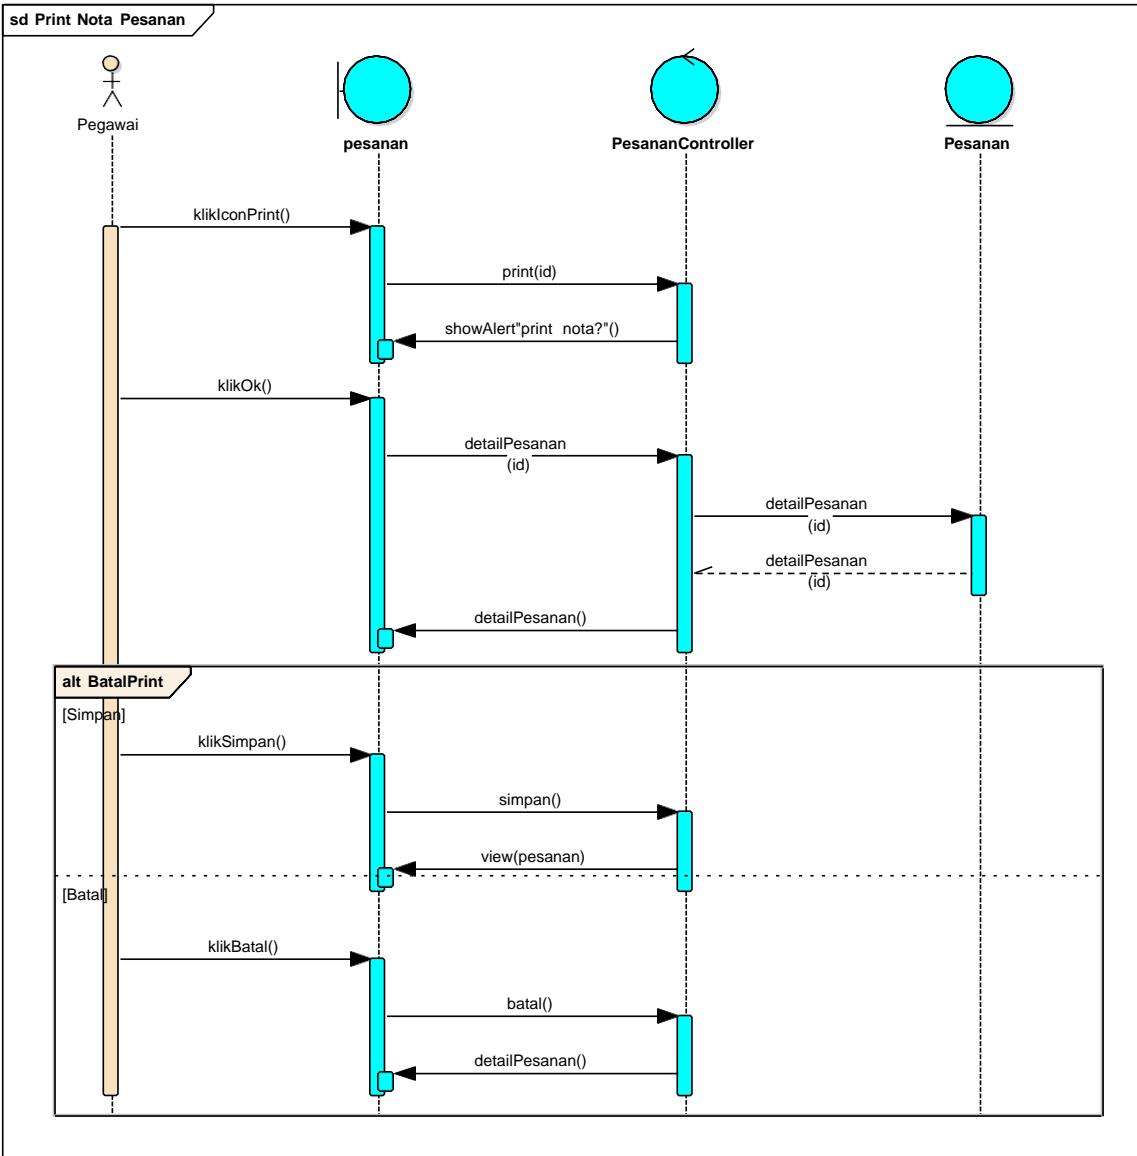 sd Print Nota Pesanan
Pegawai
pesanan
PesananController
Pesanan
klikIconPrint()
print(id)
showAlert"print nota?"()
klikOk()
detailPesanan
(id)
detailPesanan
(id)
detailPesanan
(id)
detailPesanan()
alt BatalPrint
[Simpan]
klikSimpan()
simpan()
view(pesanan)
[Batal]
klikBatal()
batal()
detailPesanan()